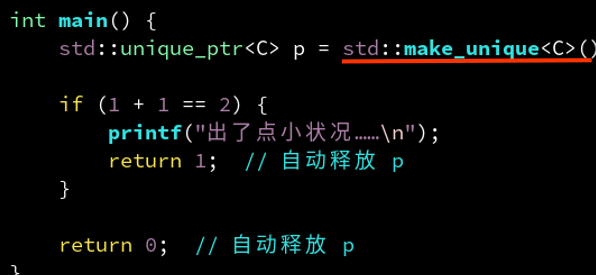 int main() {
    std::unique_ptr<C> p = std::make_unique<C>()

    if (1 + 1 == 2) {
        printf("出了点小状况……\n");
        return 1;  // 自动释放 p
    }

    return 0;  // 自动释放 p
}